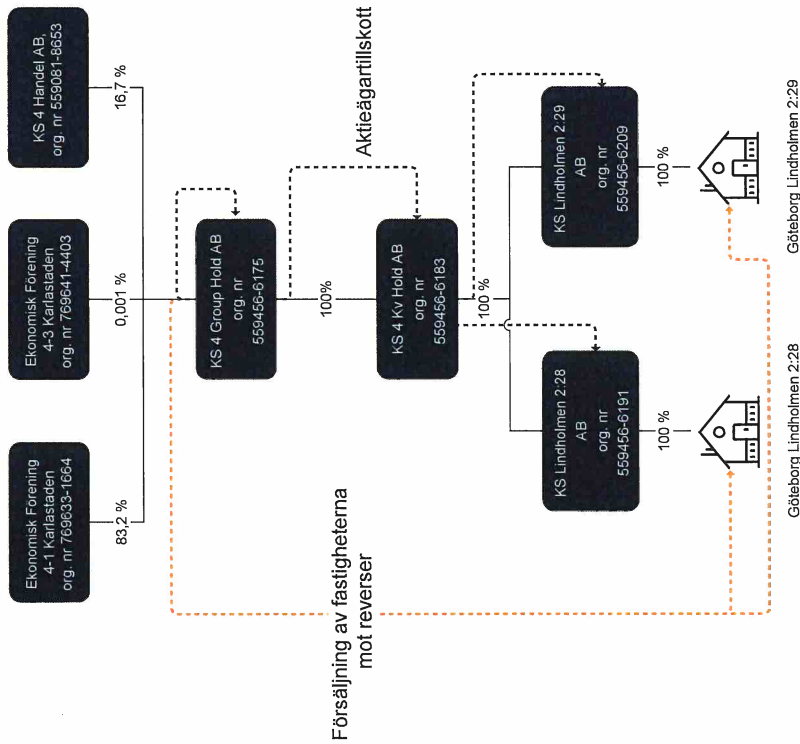 Ekonomisk Förening
4-1 Karlastaden
org. nr 769633-1664
Ekonomisk Förening
4-3 Karlastaden
org. nr 769641-4403
KS 4 Handel AB,
org. nr 559081-8653
83,2 %
0,001 %
16,7 %
KS 4 Group Hold AB
org. nr
559456-6175
Försäljning av fastigheterna
mot reverser
100%
Aktieägartillskott
KS 4 Kv Hold AB
org. nr
559456-6183
100 %
KS Lindholmen 2:28
AB
org. nr
559456-6191
KS Lindholmen 2:29
AB
org. nr
559456-6209
100 %
100 %
Göteborg Lindholmen 2:28
Göteborg Lindholmen 2:29